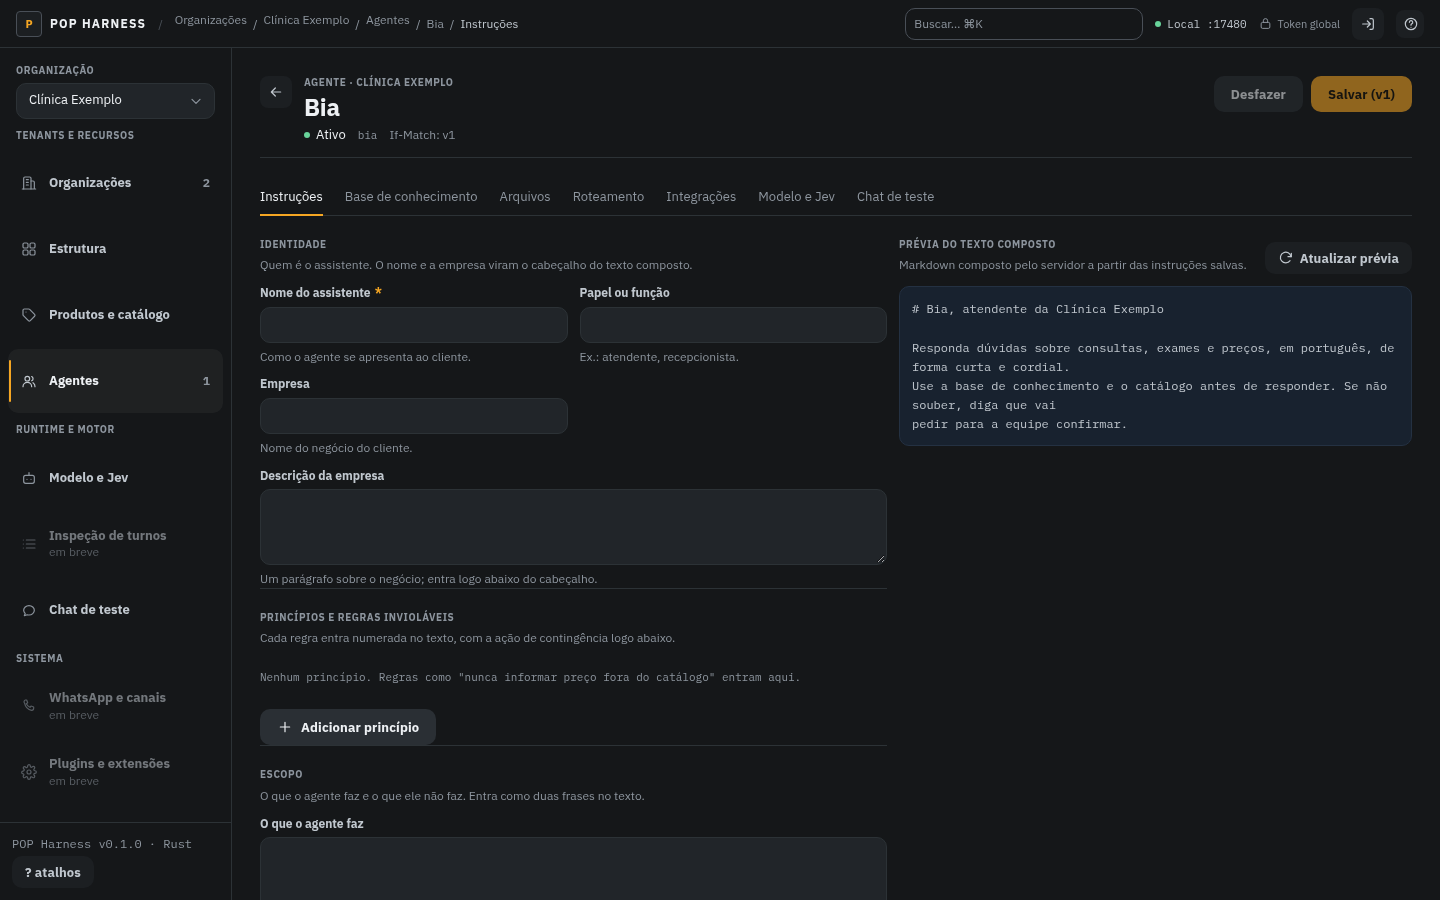 P POP HARNESS / Organizações / Clínica Exemplo / Agentes / Bia / Instruções
Buscar... ⌘K
Local :17480
Token global
ORGANIZAÇÃO
Clínica Exemplo
TENANTS E RECURSOS
Organizações 2
Estrutura
Produtos e catálogo
Agentes 1
RUNTIME E MOTOR
Modelo e Jev
Inspeção de turnos
em breve
Chat de teste
SISTEMA
WhatsApp e canais
em breve
Plugins e extensões
em breve
POP Harness v0.1.0 · Rust
? atalhos
AGENTE · CLÍNICA EXEMPLO
Bia
Ativo bia If-Match: v1
Desfazer
Salvar (v1)
Instruções
Base de conhecimento
Arquivos
Roteamento
Integrações
Modelo e Jev
Chat de teste
IDENTIDADE
Quem é o assistente. O nome e a empresa viram o cabeçalho do texto composto.
Nome do assistente *
Como o agente se apresenta ao cliente.
Papel ou função
Ex.: atendente, recepcionista.
Empresa
Nome do negócio do cliente.
Descrição da empresa
Um parágrafo sobre o negócio; entra logo abaixo do cabeçalho.
PRINCÍPIOS E REGRAS INVIOLÁVEIS
Cada regra entra numerada no texto, com a ação de contingência logo abaixo.
Nenhum princípio. Regras como "nunca informar preço fora do catálogo" entram aqui.
Adicionar princípio
ESCOPO
O que o agente faz e o que ele não faz. Entra como duas frases no texto.
O que o agente faz
PRÉVIA DO TEXTO COMPOSTO
Markdown composto pelo servidor a partir das instruções salvas.
Atualizar prévia
# Bia, atendente da Clínica Exemplo
Responda dúvidas sobre consultas, exames e preços, em português, de
forma curta e cordial.
Use a base de conhecimento e o catálogo antes de responder. Se não
souber, diga que vai
pedir para a equipe confirmar.